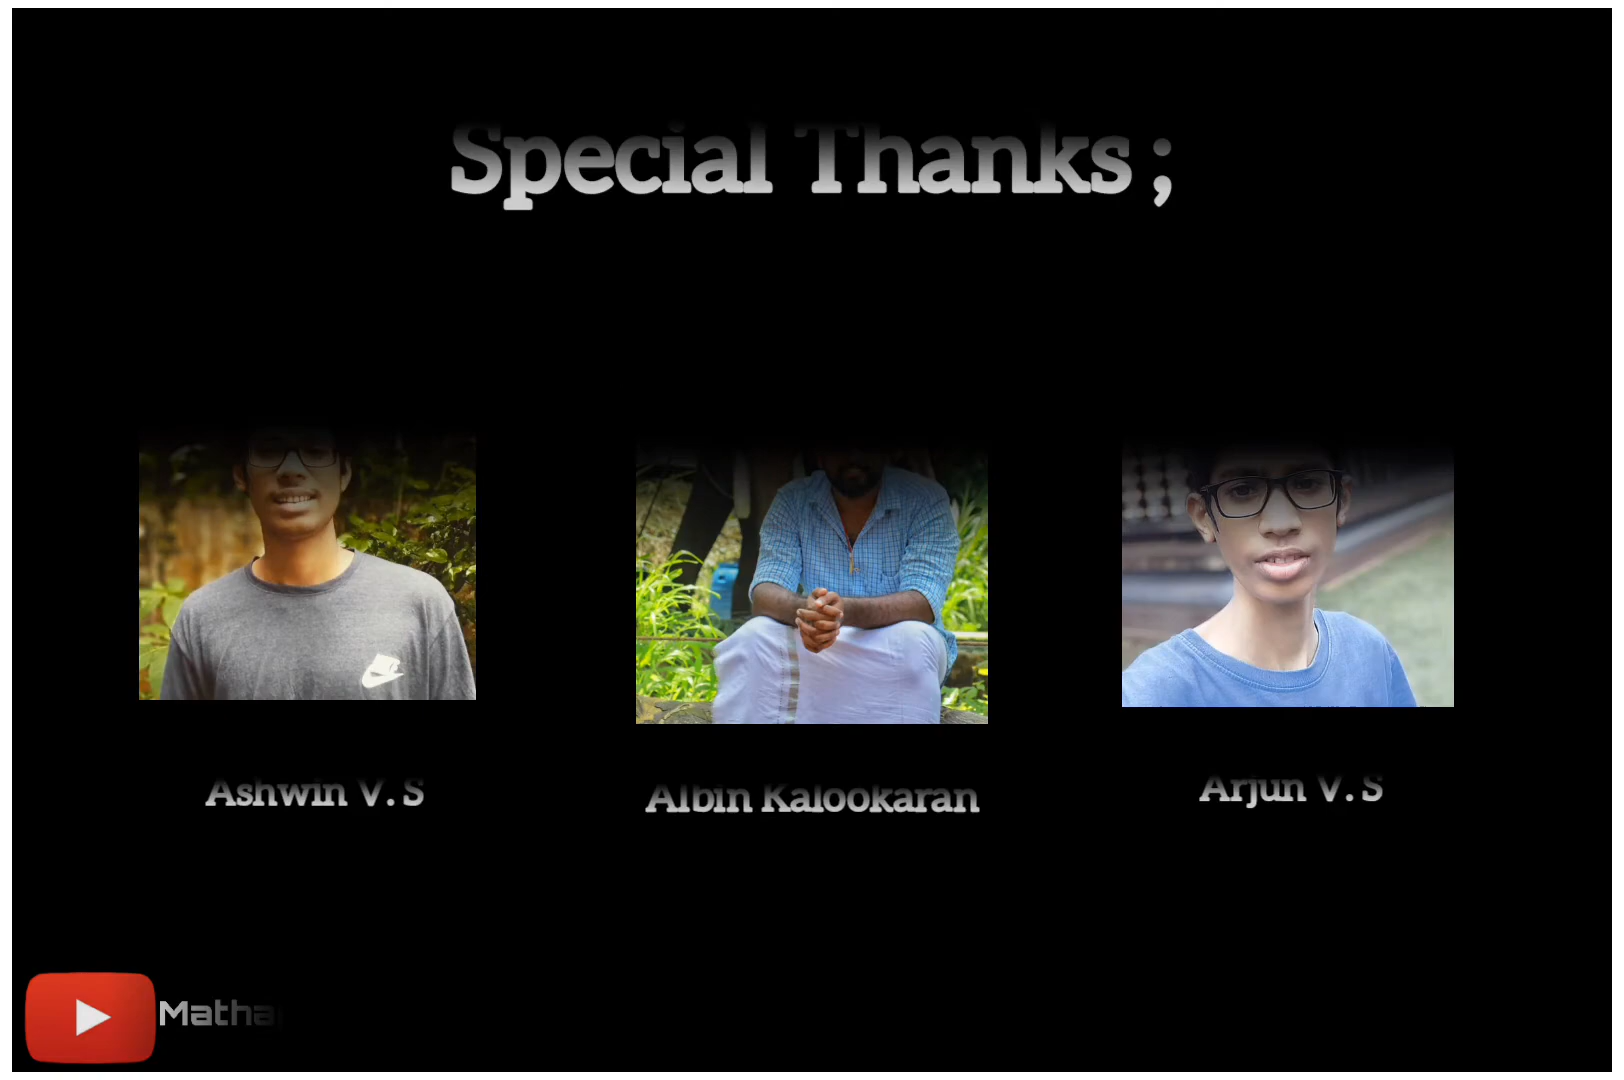 Special Thanks ;
Ashwin V. S
Albin Kalookaran
Arjun V. S